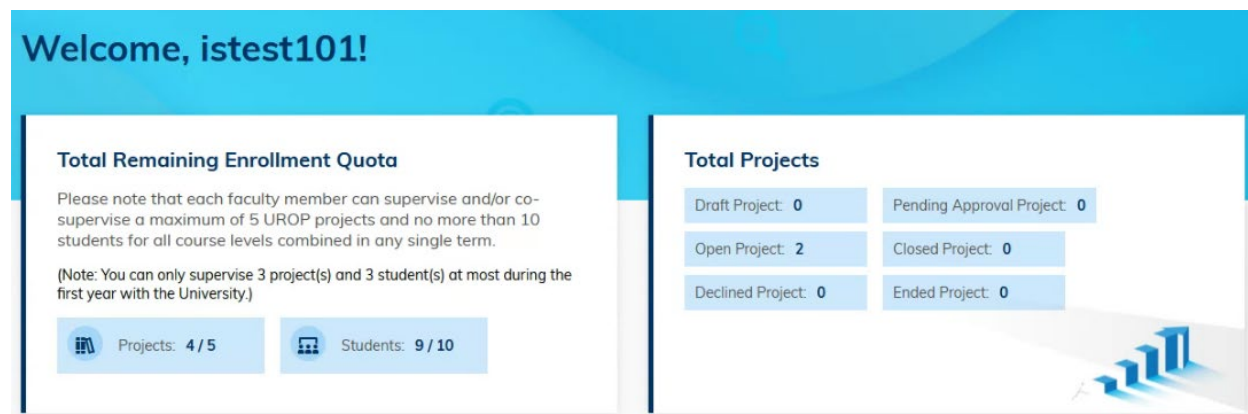 Welcome, istest101!
Total Remaining Enrollment Quota
Please note that each faculty member can supervise and/or co-
supervise a maximum of 5 UROP projects and no more than 10
students for all course levels combined in any single term.
(Note: You can only supervise 3 project(s) and 3 student(s) at most during the
first year with the University.)
Projects: 4 / 5
Students: 9 / 10
Total Projects
Draft Project: 0
Pending Approval Project: 0
Open Project: 2
Closed Project: 0
Declined Project: 0
Ended Project: 0